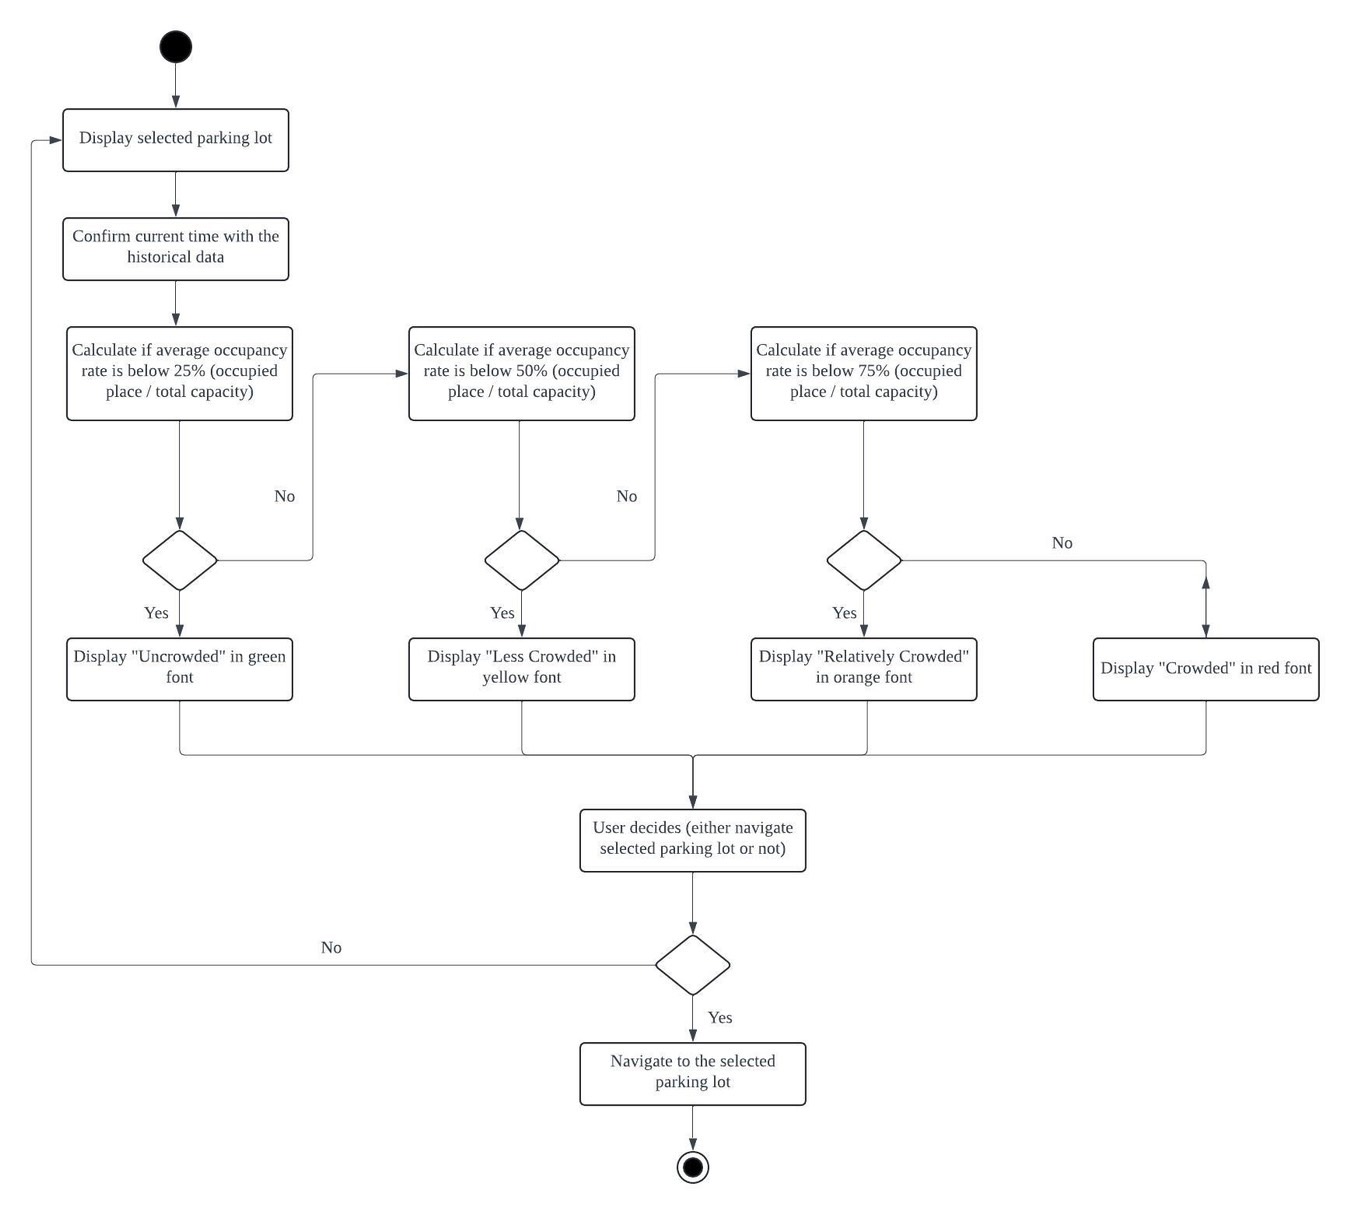 Display selected parking lot
Confirm current time with the
historical data
Calculate if average occupancy
rate is below 25% (occupied
place / total capacity)
Calculate if average occupancy
rate is below 50% (occupied
place / total capacity)
Calculate if average occupancy
rate is below 75% (occupied
place / total capacity)
No
No
No
Yes
Yes
Yes
Display "Uncrowded" in green
font
Display "Less Crowded" in
yellow font
Display "Relatively Crowded"
in orange font
Display "Crowded" in red font
User decides (either navigate
selected parking lot or not)
No
Yes
Navigate to the selected
parking lot